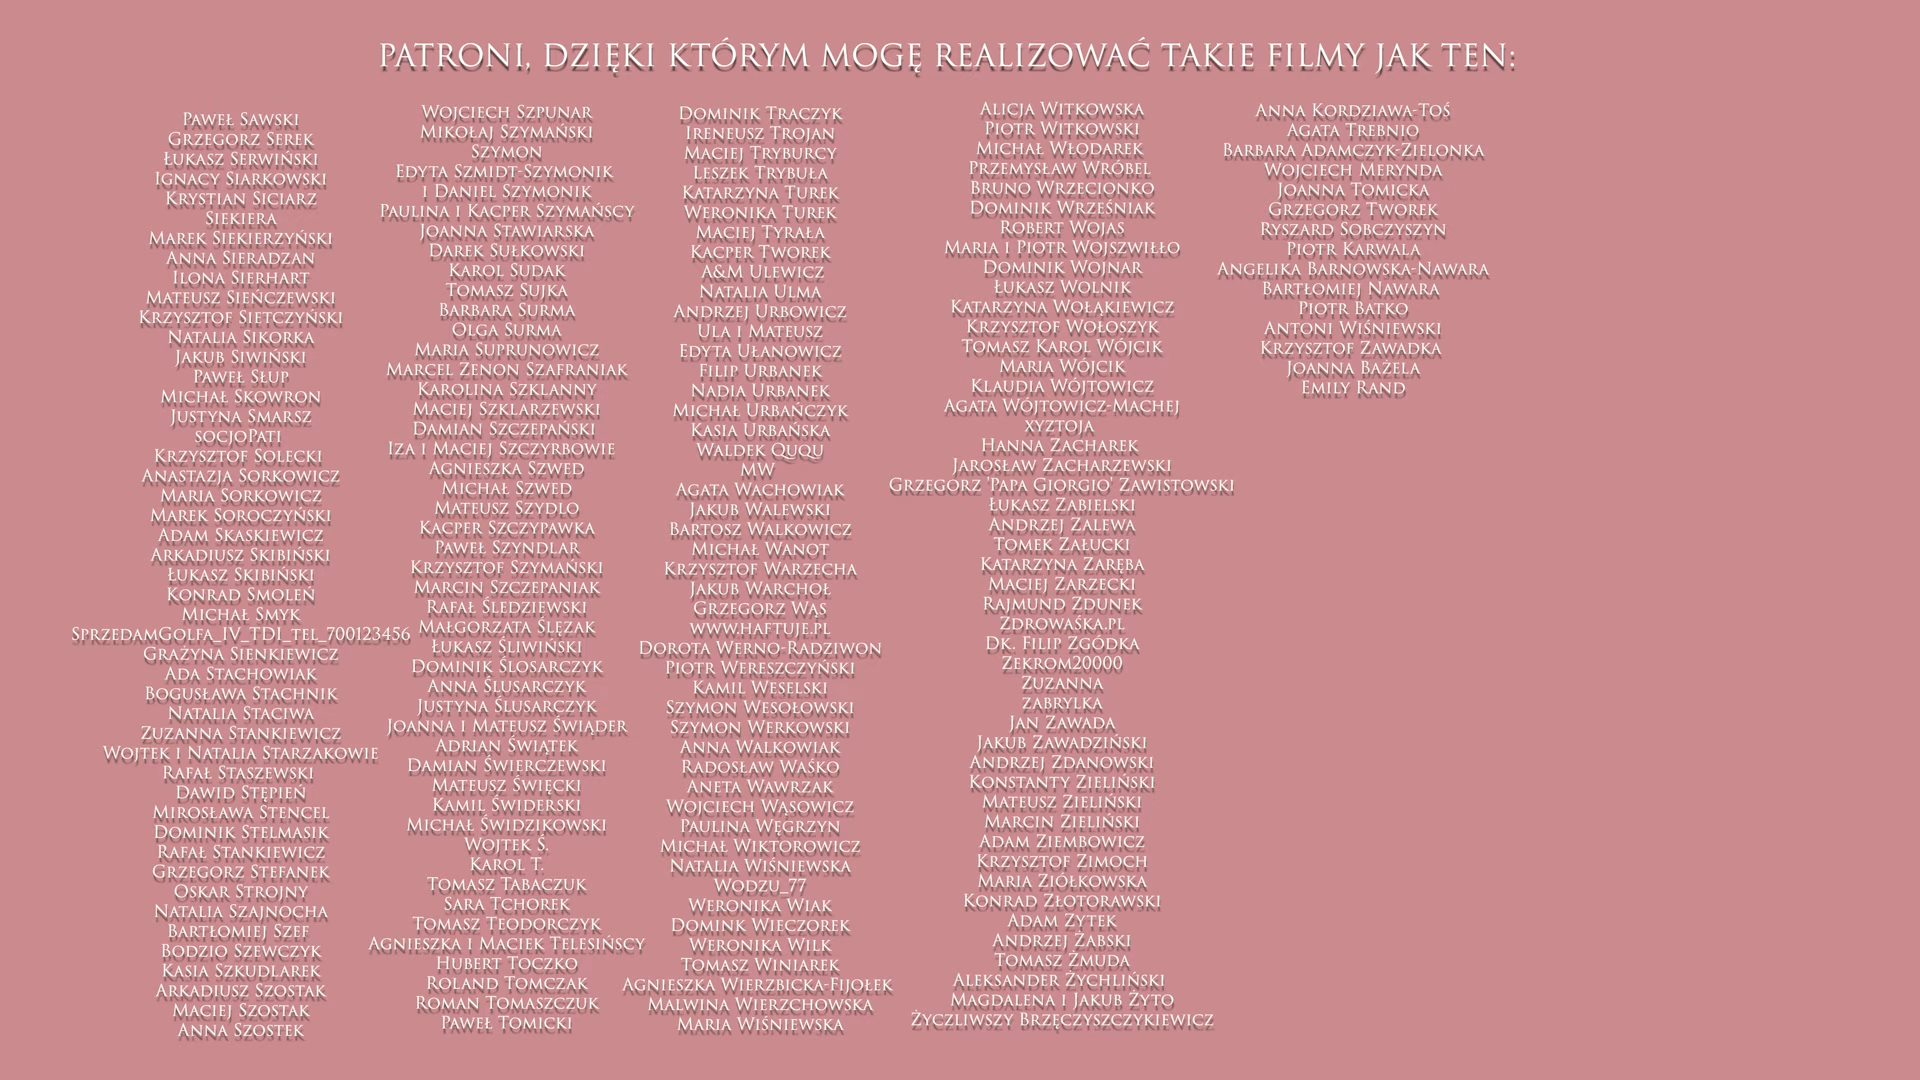 PATRONI, DZIĘKI KTÓRYM MOGĘ REALIZOWAĆ TAKIE FILMY JAK TEN:
Paweł Sawski
Grzegorz Serek
Łukasz Serwiński
Ignacy Siarkowski
Krystian Siciarz
Siekiera
Marek Siekierzyński
Anna Sieradzan
Ilona Sierhart
Mateusz Sieńczewski
Krzysztof Sietczyński
Natalia Sikorka
Jakub Siwiński
Paweł Słup
Michał Skowron
Justyna Smarsz
socjoPati
Krzysztof Solecki
Anastazja Sorkowicz
Maria Sorkowicz
Marek Soroczyński
Adam Skaskiewicz
Arkadiusz Skibiński
Łukasz Skibiński
Konrad Smoleń
Michał Smyk
SprzedamGolfa_IV_TDI_tel_700123456
Grażyna Sienkiewicz
Ada Stachowiak
Bogusława Stachnik
Natalia Staciwa
Zuzanna Stankiewicz
Wojtek i Natalia Starzakowie
Rafał Staszewski
Dawid Stępień
Mirosława Stencel
Dominik Stelmasik
Rafał Stankiewicz
Grzegorz Stefanek
Oskar Strojny
Natalia Szajnocha
Bartłomiej Szef
Bodzio Szewczyk
Kasia Szkudlarek
Arkadiusz Szostak
Maciej Szostak
Anna Szostek
Wojciech Szpunar
Mikołaj Szymański
Szymon
Edyta Szmidt-Szymonik
i Daniel Szymonik
Paulina i Kacper Szymańscy
Joanna Stawiarska
Darek Sułkowski
Karol Sudak
Tomasz Sujka
Barbara Surma
Olga Surma
Maria Suprunowicz
Marcel Zenon Szafraniak
Karolina Szklanny
Maciej Szklarzewski
Damian Szczepański
Iza i Maciej Szczyrbowie
Agnieszka Szwed
Michał Szwed
Mateusz Szydlo
Kacper Szczypawka
Paweł Szyndlar
Krzysztof Szymański
Marcin Szczepaniak
Rafał Śledziewski
Małgorzata Ślęzak
Łukasz Śliwiński
Dominik Ślosarczyk
Anna Ślusarczyk
Justyna Ślusarczyk
Joanna i Mateusz Świąder
Adrian Świątek
Damian Świerczewski
Mateusz Święcki
Kamil Świderski
Michał Świdzikowski
Wojtek Ś.
Karol T.
Tomasz Tabaczuk
Sara Tchorek
Tomasz Teodorczyk
Agnieszka i Maciek Telesińscy
Hubert Toczko
Roland Tomczak
Roman Tomaszczuk
Paweł Tomicki
Dominik Traczyk
Ireneusz Trojan
Maciej Tryburcy
Leszek Trybuła
Katarzyna Turek
Weronika Turek
Maciej Tyrała
Kacper Tworek
A&M Ulewicz
Natalia Ulma
Andrzej Urbowicz
Ula i Mateusz
Edyta Ułanowicz
Filip Urbanek
Nadia Urbanek
Michał Urbańczyk
Kasia Urbańska
Waldek Ququ
MW
Agata Wachowiak
Jakub Walewski
Bartosz Walkowicz
Michał Wanot
Krzysztof Warzecha
Jakub Warchoł
Grzegorz Wąs
www.haftuje.pl
Dorota Werno-Radziwon
Piotr Wereszczyński
Kamil Weselski
Szymon Wesołowski
Szymon Werkowski
Anna Walkowiak
Radosław Waśko
Aneta Wawrzak
Wojciech Wąsowicz
Paulina Węgrzyn
Michał Wiktorowicz
Natalia Wiśniewska
Wodzu_77
Weronika Wiak
Domink Wieczorek
Weronika Wilk
Tomasz Winiarek
Agnieszka Wierzbicka-Fijołek
Malwina Wierzchowska
Maria Wiśniewska
Alicja Witkowska
Piotr Witkowski
Michał Włodarek
Przemysław Wróbel
Bruno Wrzecionko
Dominik Wrześniak
Robert Wojas
Maria i Piotr Wojszwiłło
Dominik Wojnar
Łukasz Wolnik
Katarzyna Wołąkiewicz
Krzysztof Wołoszyk
Tomasz Karol Wójcik
Maria Wójcik
Klaudia Wójtowicz
Agata Wójtowicz-Machej
xyztoja
Hanna Zacharek
Jarosław Zacharzewski
Grzegorz 'Papa Giorgio' Zawistowski
Łukasz Zabielski
Andrzej Zalewa
Tomek Załucki
Katarzyna Zaręba
Maciej Zarzecki
Rajmund Zdunek
Zdrowaśka.pl
Dk. Filip Zgódka
Zekrom20000
Zuzanna
zabrylka
Jan Zawada
Jakub Zawadziński
Andrzej Zdanowski
Konstanty Zieliński
Mateusz Zieliński
Marcin Zieliński
Adam Ziembowicz
Krzysztof Zimoch
Maria Ziółkowska
Konrad Złotorawski
Adam Zytek
Andrzej Żabski
Tomasz Żmuda
Aleksander Żychliński
Magdalena i Jakub Żyto
Życzliwszy Brzęczyszczykiewicz
Anna Kordziawa-Toś
Agata Trebnio
Barbara Adamczyk-Zielonka
Wojciech Merynda
Joanna Tomicka
Grzegorz Tworek
Ryszard Sobczyszyn
Piotr Karwala
Angelika Barnowska-Nawara
Bartłomiej Nawara
Piotr Batko
Antoni Wiśniewski
Krzysztof Zawadka
Joanna Bażela
Emily Rand